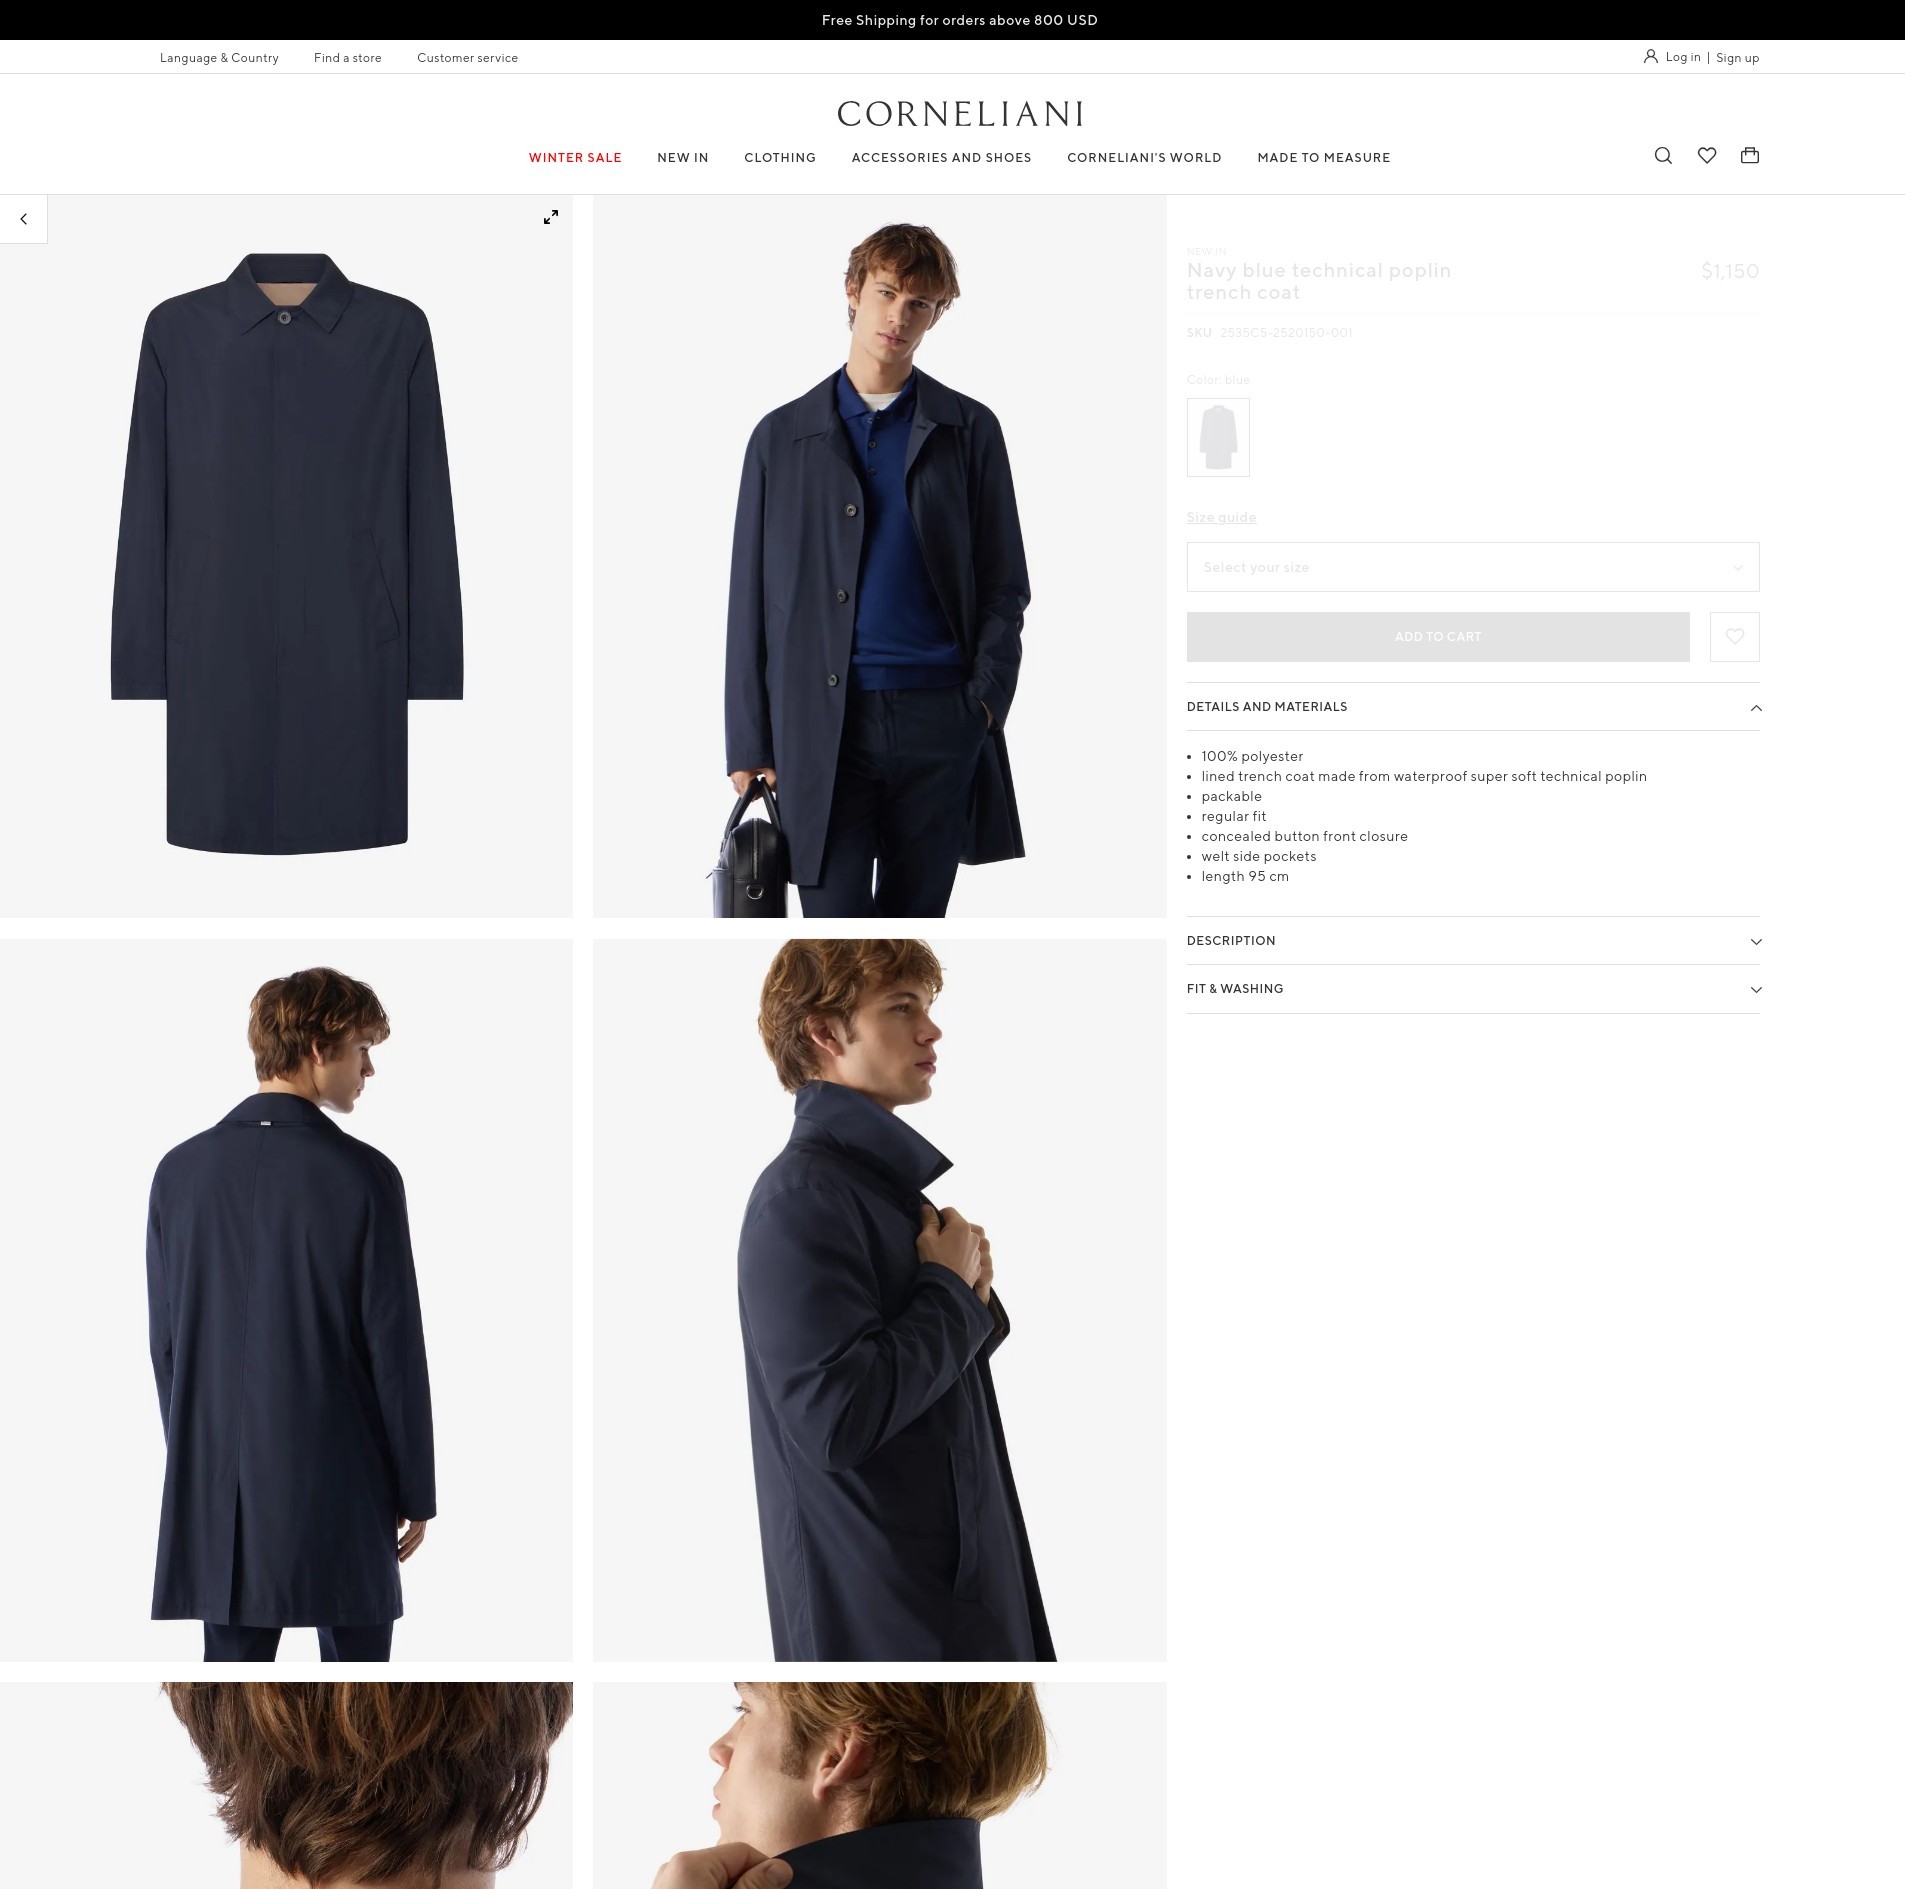 Free Shipping for orders above 800 USD
Language & Country
Find a store
Customer service
Log in | Sign up
CORNELIANI
WINTER SALE
NEW IN
CLOTHING
ACCESSORIES AND SHOES
CORNELIANI'S WORLD
MADE TO MEASURE
NEW IN
Navy blue technical poplin
trench coat
$1,150
SKU 2535C5-2520150-001
Color: blue
Size guide
Select your size
ADD TO CART
DETAILS AND MATERIALS
• 100% polyester
• lined trench coat made from waterproof super soft technical poplin
• packable
• regular fit
• concealed button front closure
• welt side pockets
• length 95 cm
DESCRIPTION
FIT & WASHING